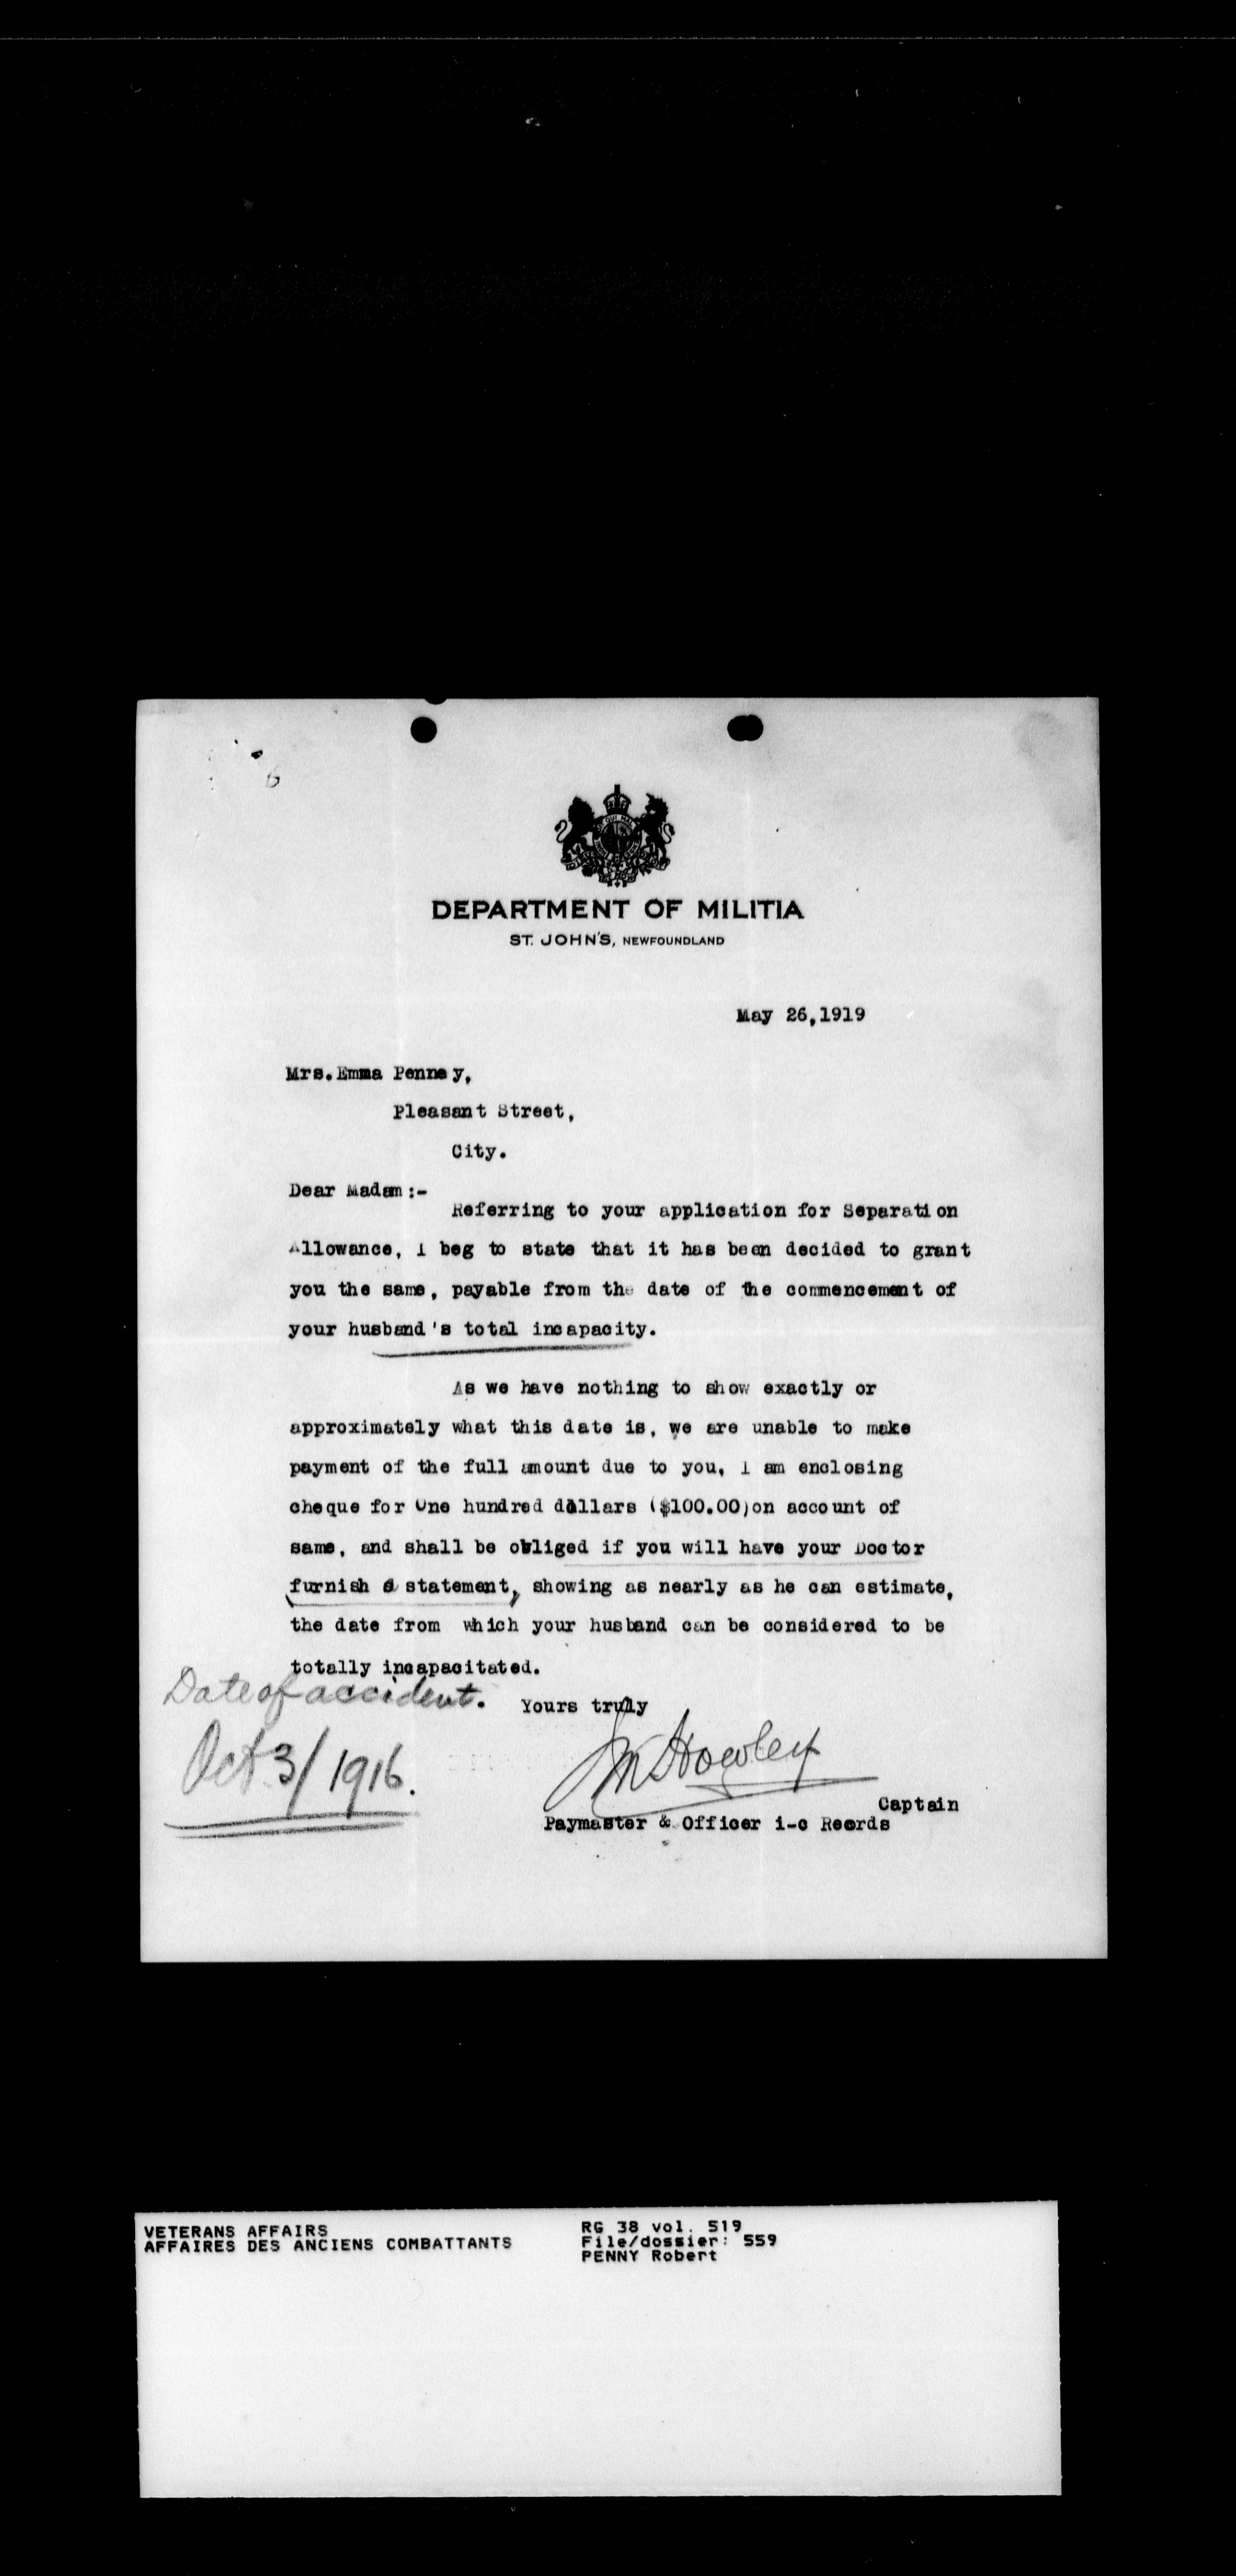 DEPARTMENT OF MILITIA
ST. JOHN'S, NEWFOUNDLAND
May 26,1919
Mrs.Emma Penney,
Pleasant Street,
City.
Dear Madam:-
Referring to your application for Separation
Allowance, I beg to state that it has been decided to grant
you the same, payable from the date of the commencement of
your husband's total incapacity.
As we have nothing to show exactly or
approximately what this date is, we are unable to make
payment of the full amount due to you, I am enclosing
cheque for One hundred dollars ($100.00)on account of
same, and shall be obliged if you will have your Doctor
furnish a statement, showing as nearly as he can estimate,
the date from which your husband can be considered to be
totally incapacitated.
Date of accident.
Yours truly
Oct 3/1916.
JM Howley
Captain
Paymaster & Officer i-c Reords
VETERANS AFFAIRS
AFFAIRES DES ANCIENS COMBATTANTS
RG 38 vol. 519
File/dossier: 559
PENNY Robert